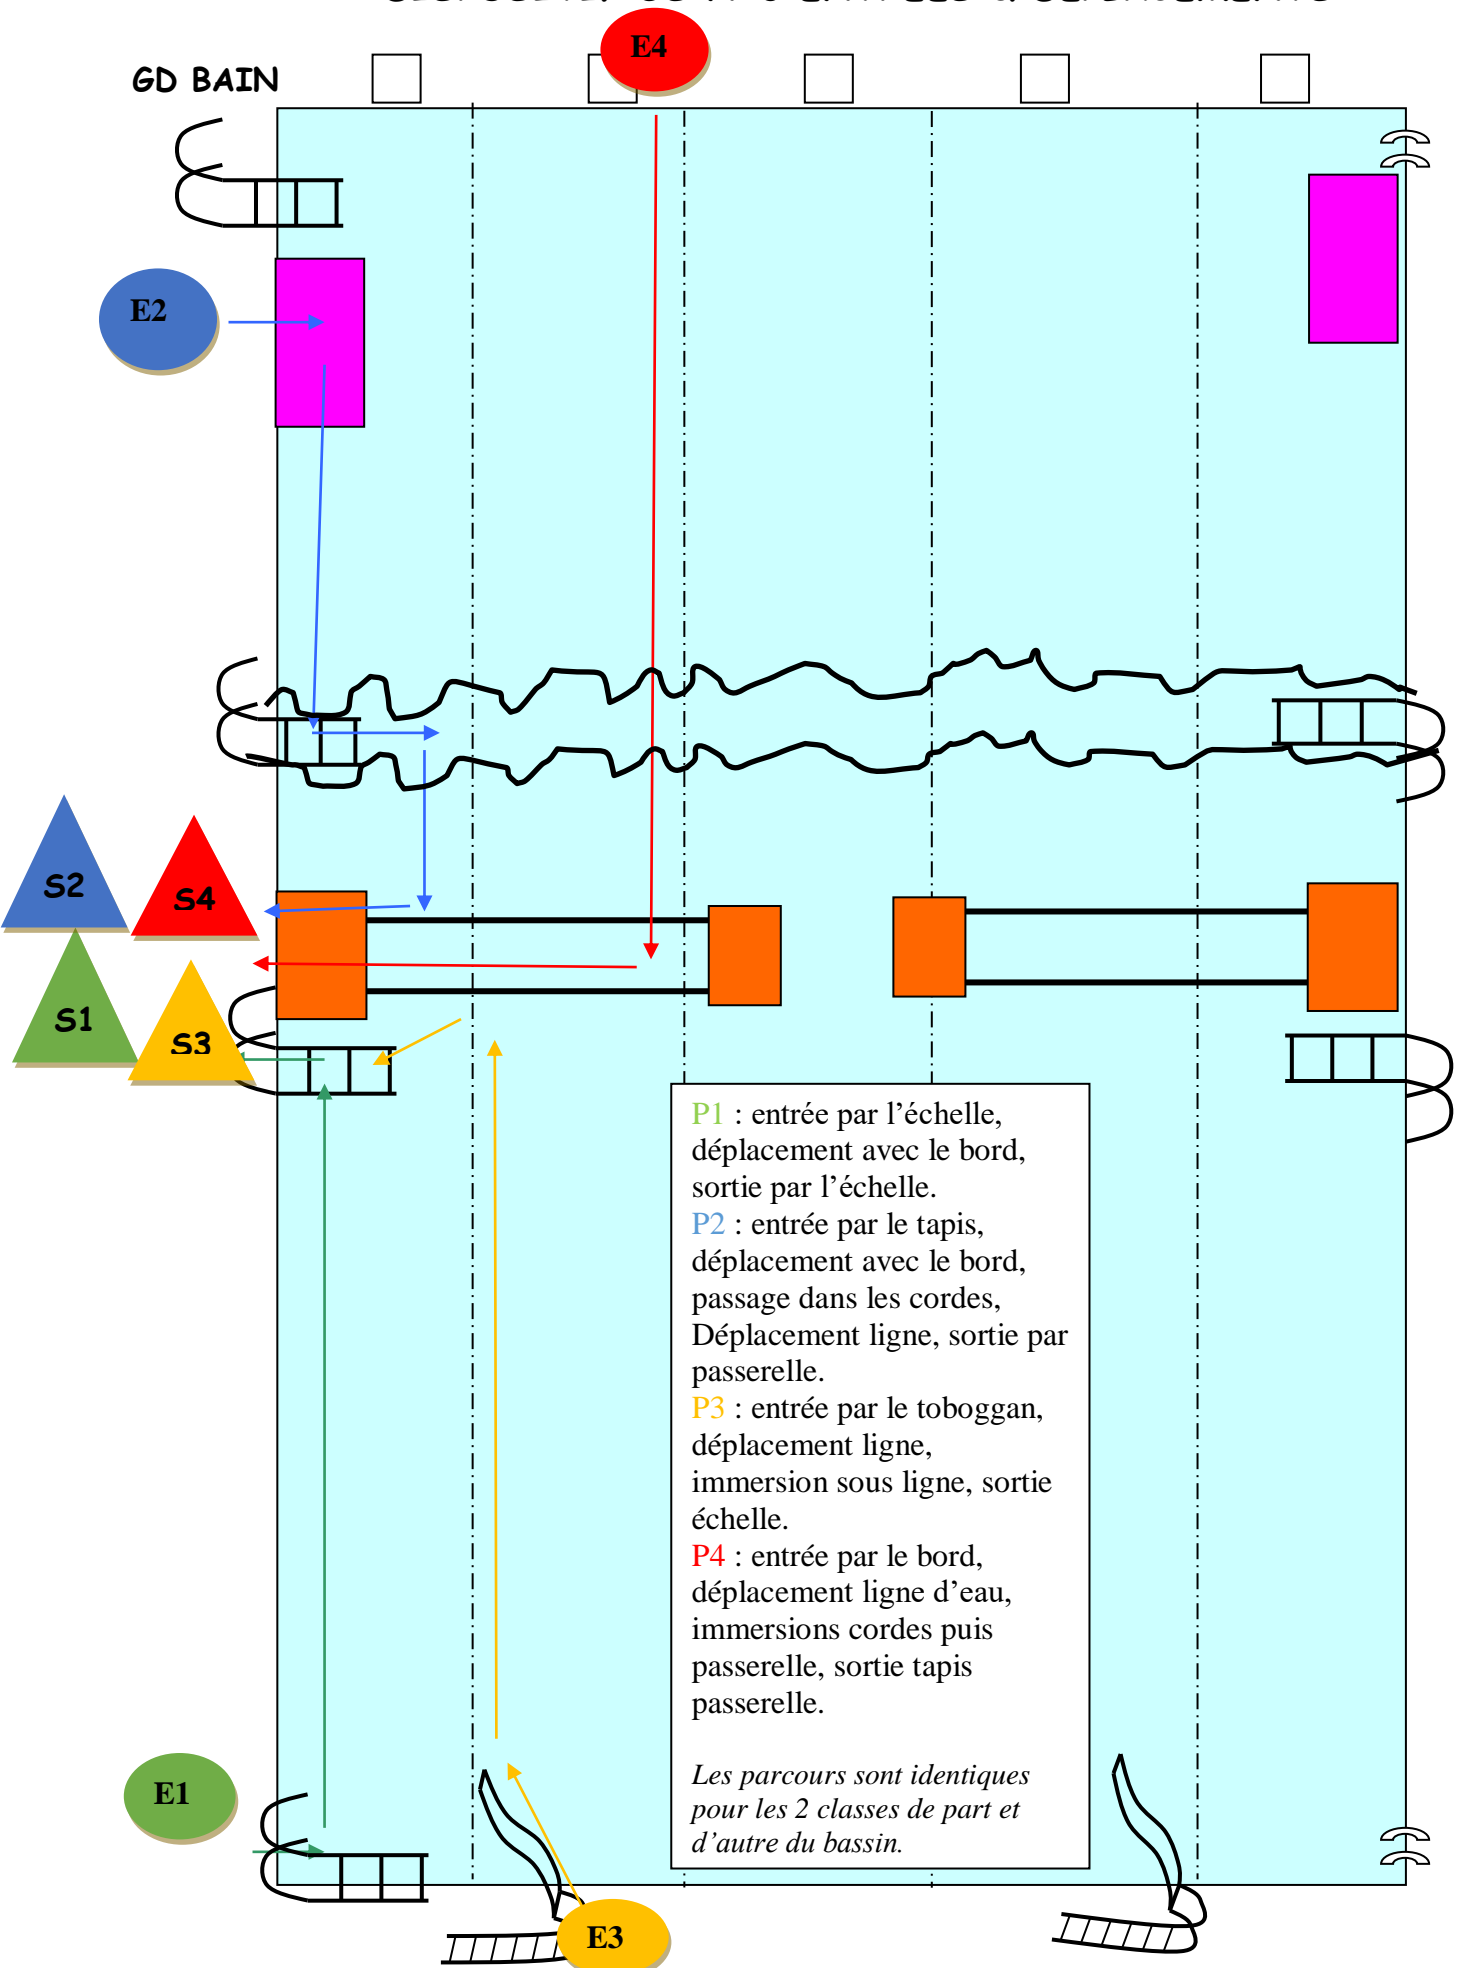 E4
GD BAIN
E2
S2
S4
S1
S3
P1 : entrée par l’échelle,
déplacement avec le bord,
sortie par l’échelle.
P2 : entrée par le tapis,
déplacement avec le bord,
passage dans les cordes,
Déplacement ligne, sortie par
passerelle.
P3 : entrée par le toboggan,
déplacement ligne,
immersion sous ligne, sortie
échelle.
P4 : entrée par le bord,
déplacement ligne d’eau,
immersions cordes puis
passerelle, sortie tapis
passerelle.
Les parcours sont identiques
pour les 2 classes de part et
d’autre du bassin.
E1
E3